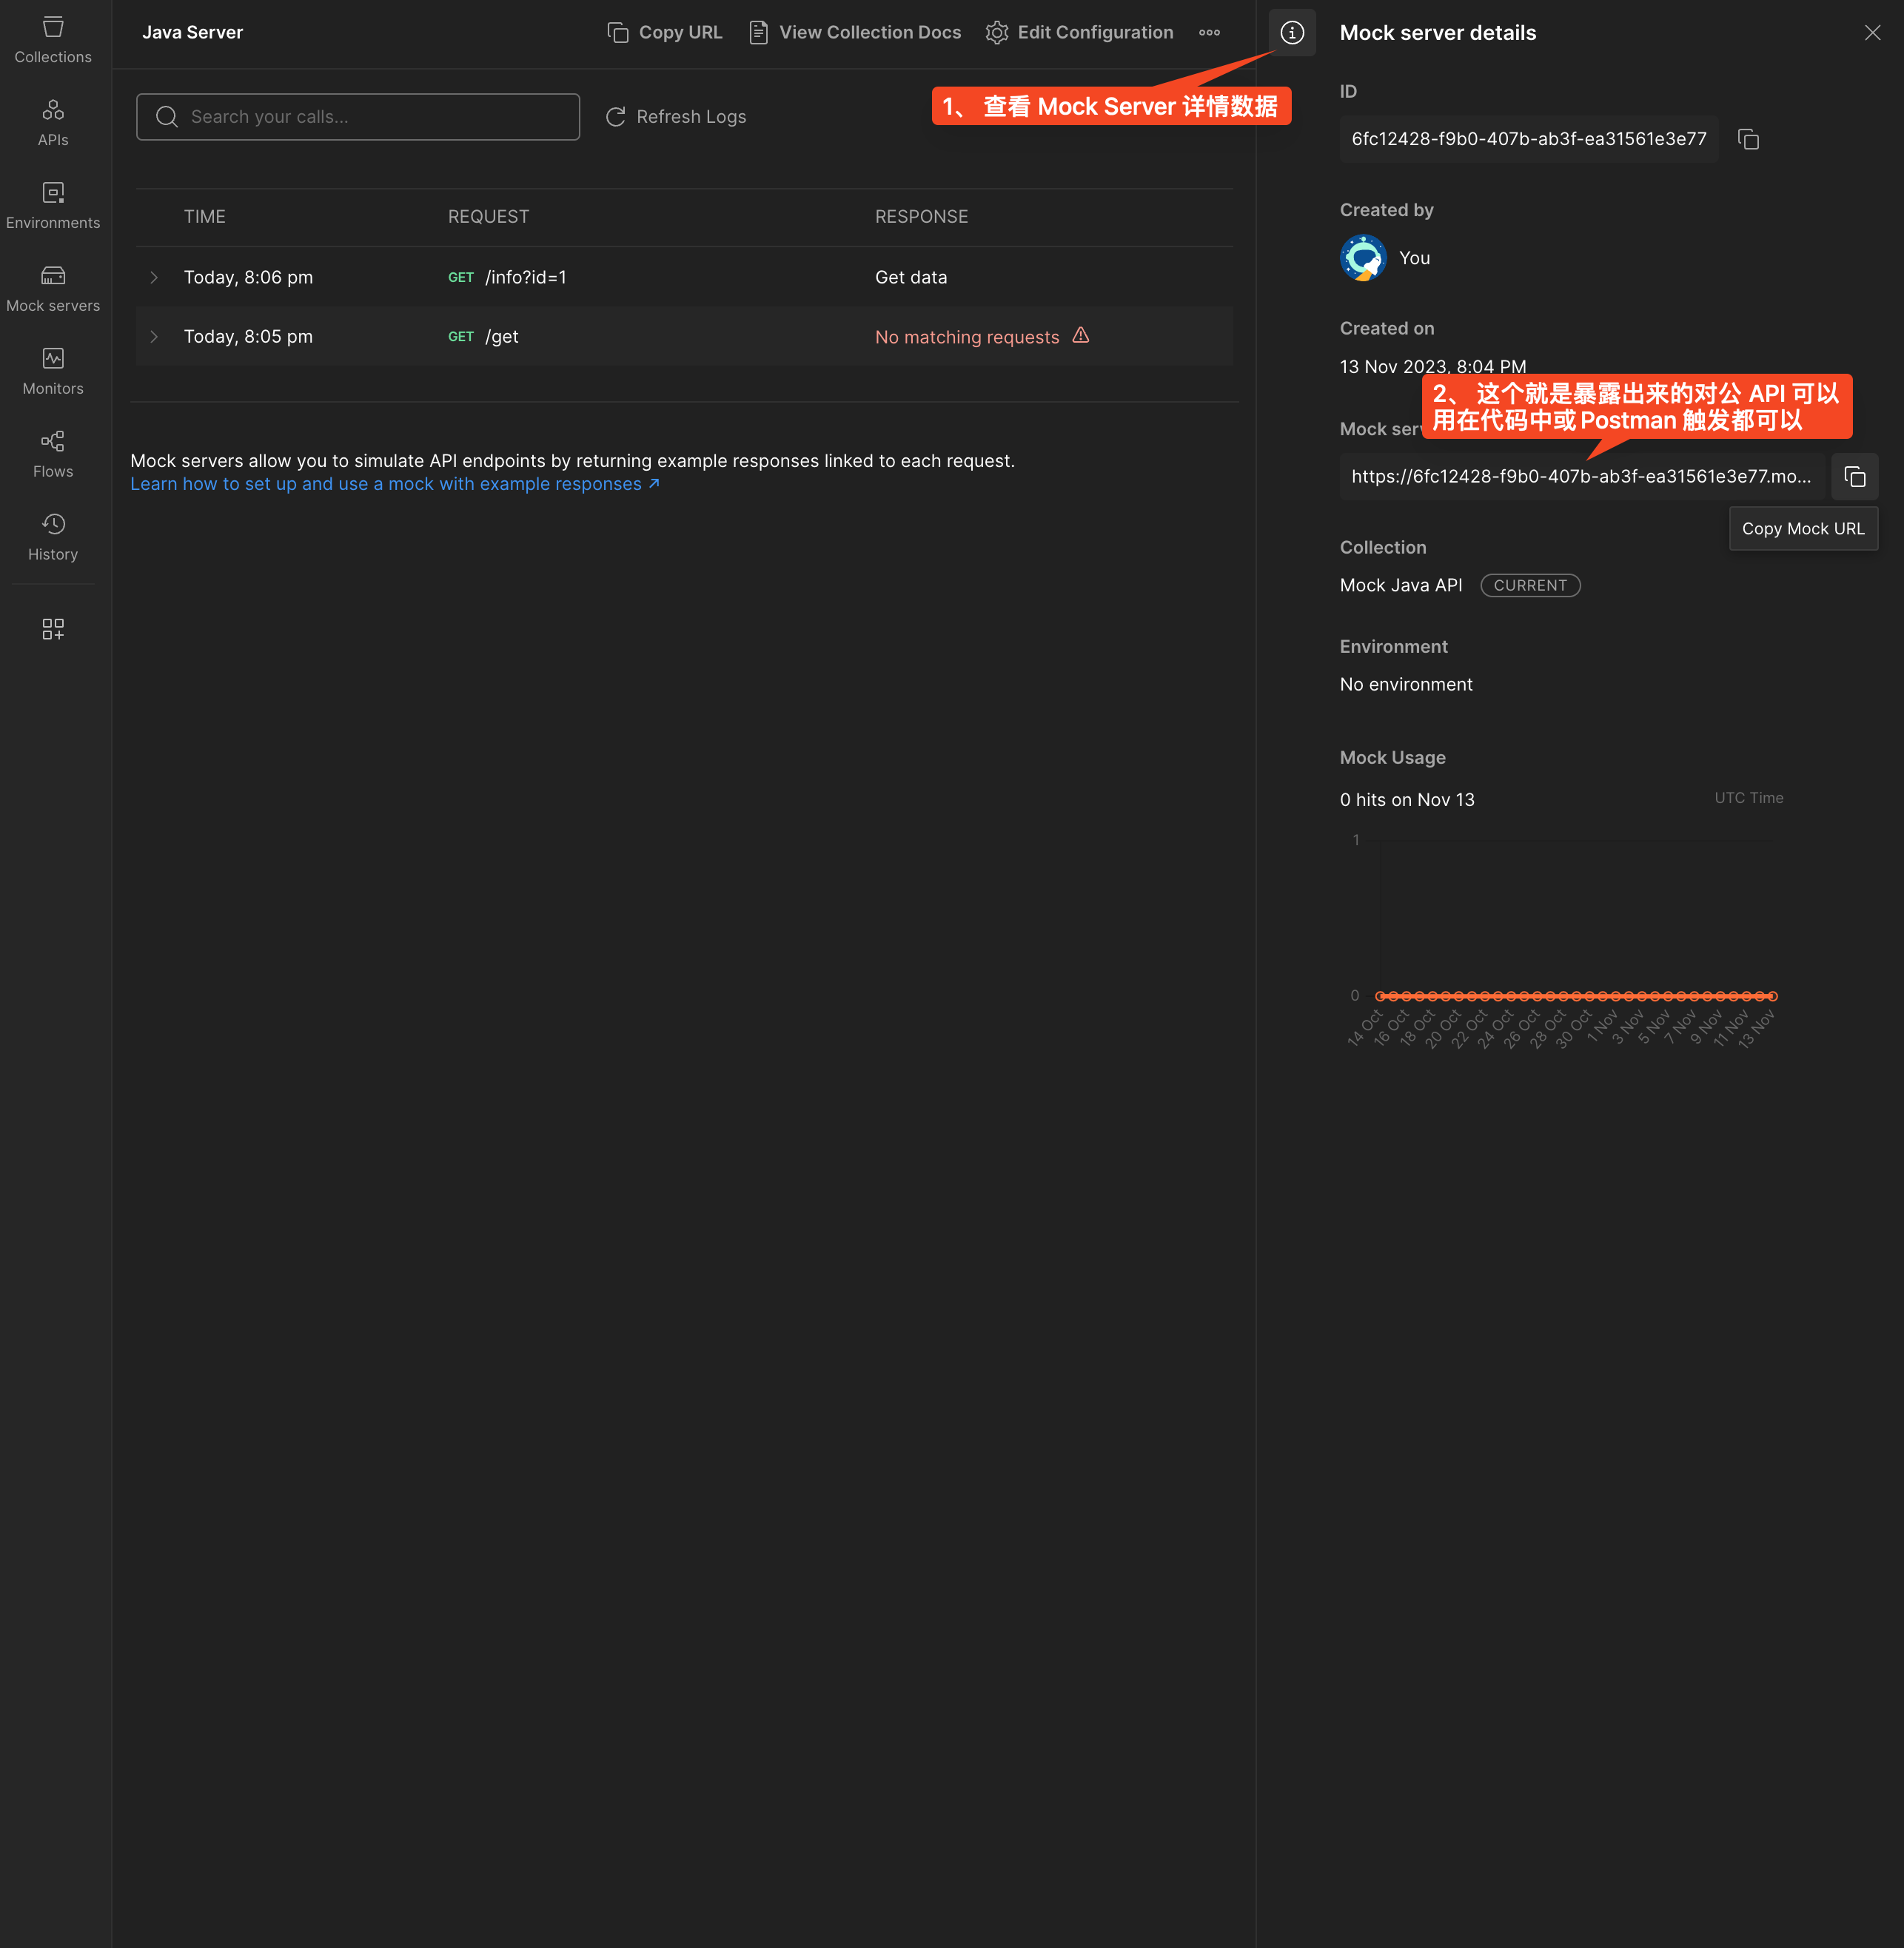 Collections
APIs
Environments
Mock servers
Monitors
Flows
History
Java Server
Copy URL
View Collection Docs
Edit Configuration
Search your calls...
Refresh Logs
1、 查看 Mock Server 详情数据
TIME REQUEST RESPONSE
Today, 8:06 pm GET /info?id=1 Get data
Today, 8:05 pm GET /get No matching requests
Mock servers allow you to simulate API endpoints by returning example responses linked to each request.
Learn how to set up and use a mock with example responses ↗
Mock server details
ID
6fc12428-f9b0-407b-ab3f-ea31561e3e77
Created by
You
Created on
13 Nov 2023, 8:04 PM
2、 这个就是暴露出来的对公 API 可以
用在代码中或 Postman 触发都可以
Mock
https://6fc12428-f9b0-407b-ab3f-ea31561e3e77.mo...
Copy Mock URL
Collection
Mock Java API CURRENT
Environment
No environment
Mock Usage
0 hits on Nov 13 UTC Time
1
0
14 Oct
16 Oct
18 Oct
20 Oct
22 Oct
24 Oct
26 Oct
28 Oct
30 Oct
1 Nov
3 Nov
5 Nov
7 Nov
9 Nov
11 Nov
13 Nov